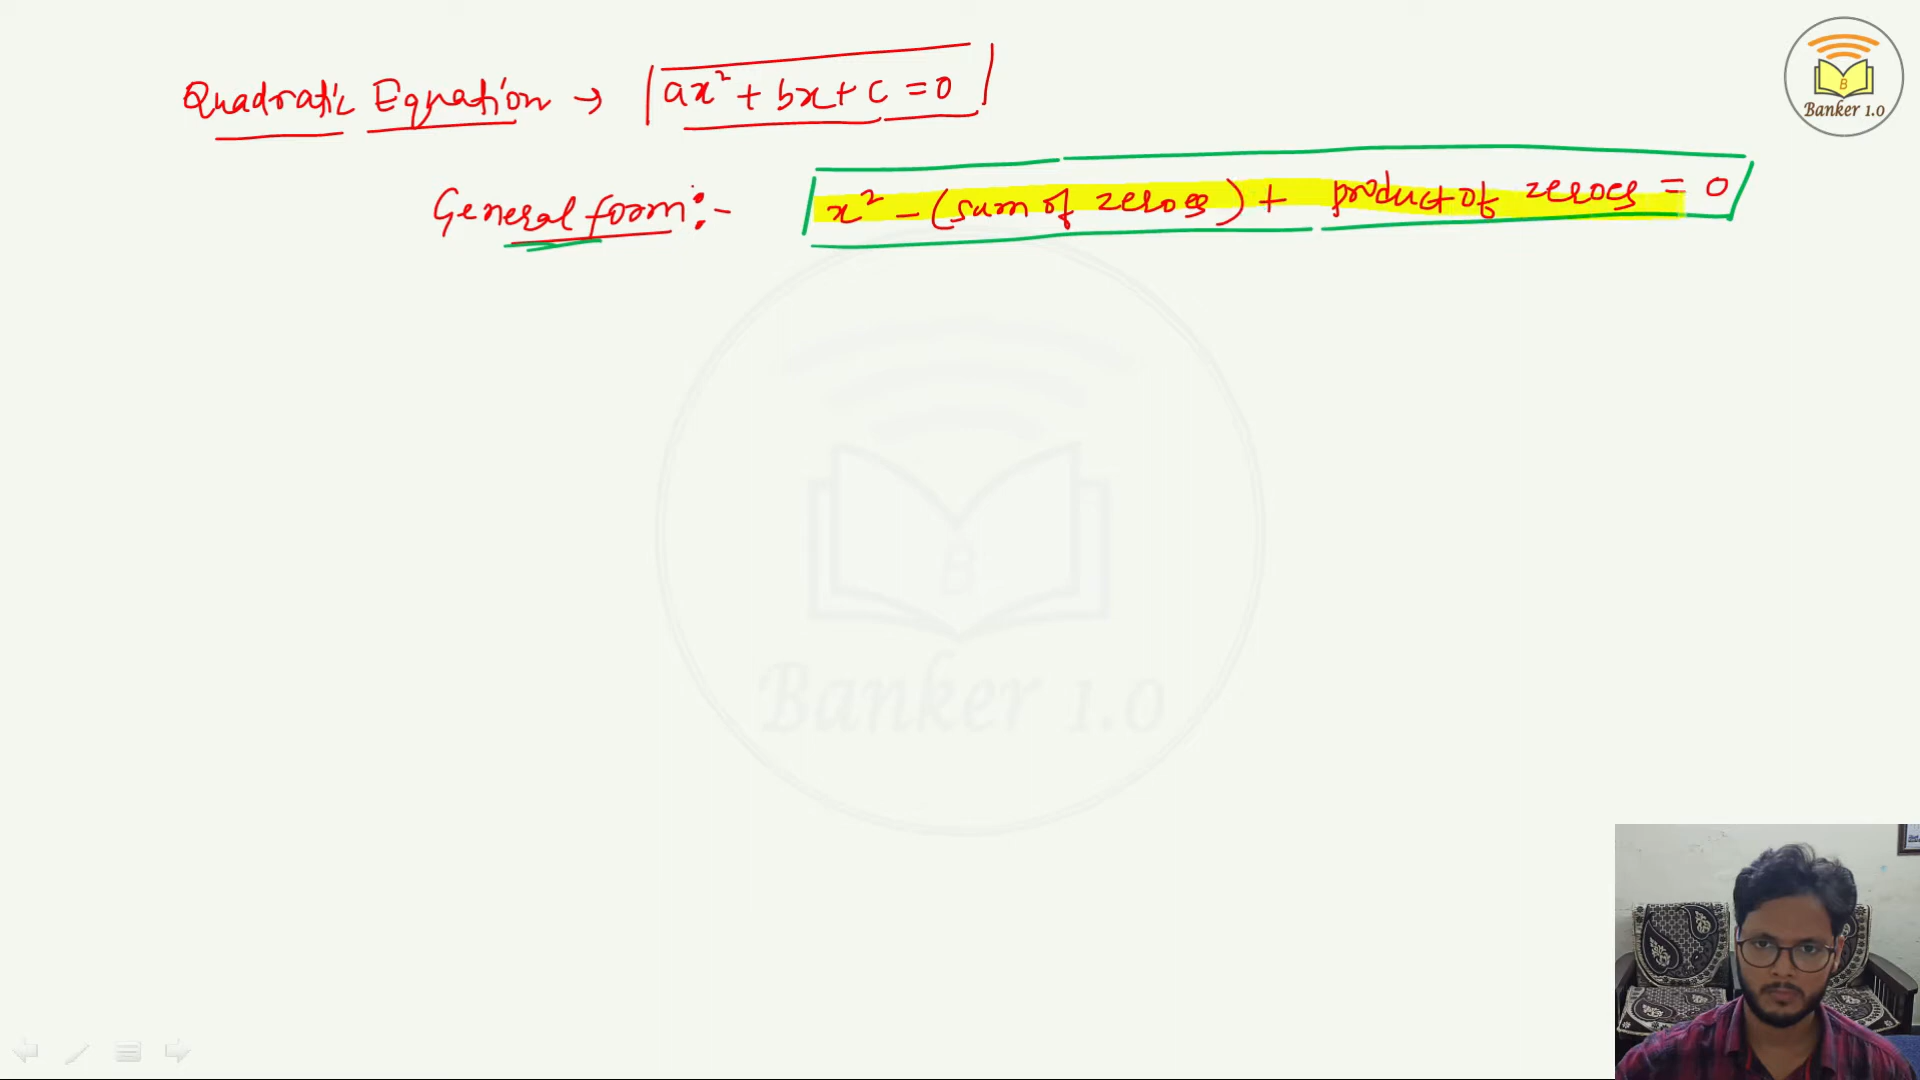 Quadratic Equation → ax² + bx + c = 0
General form :- x² - (sum of zeroes) + product of zeroes = 0
B
Banker 1.0
B
Banker 1.0